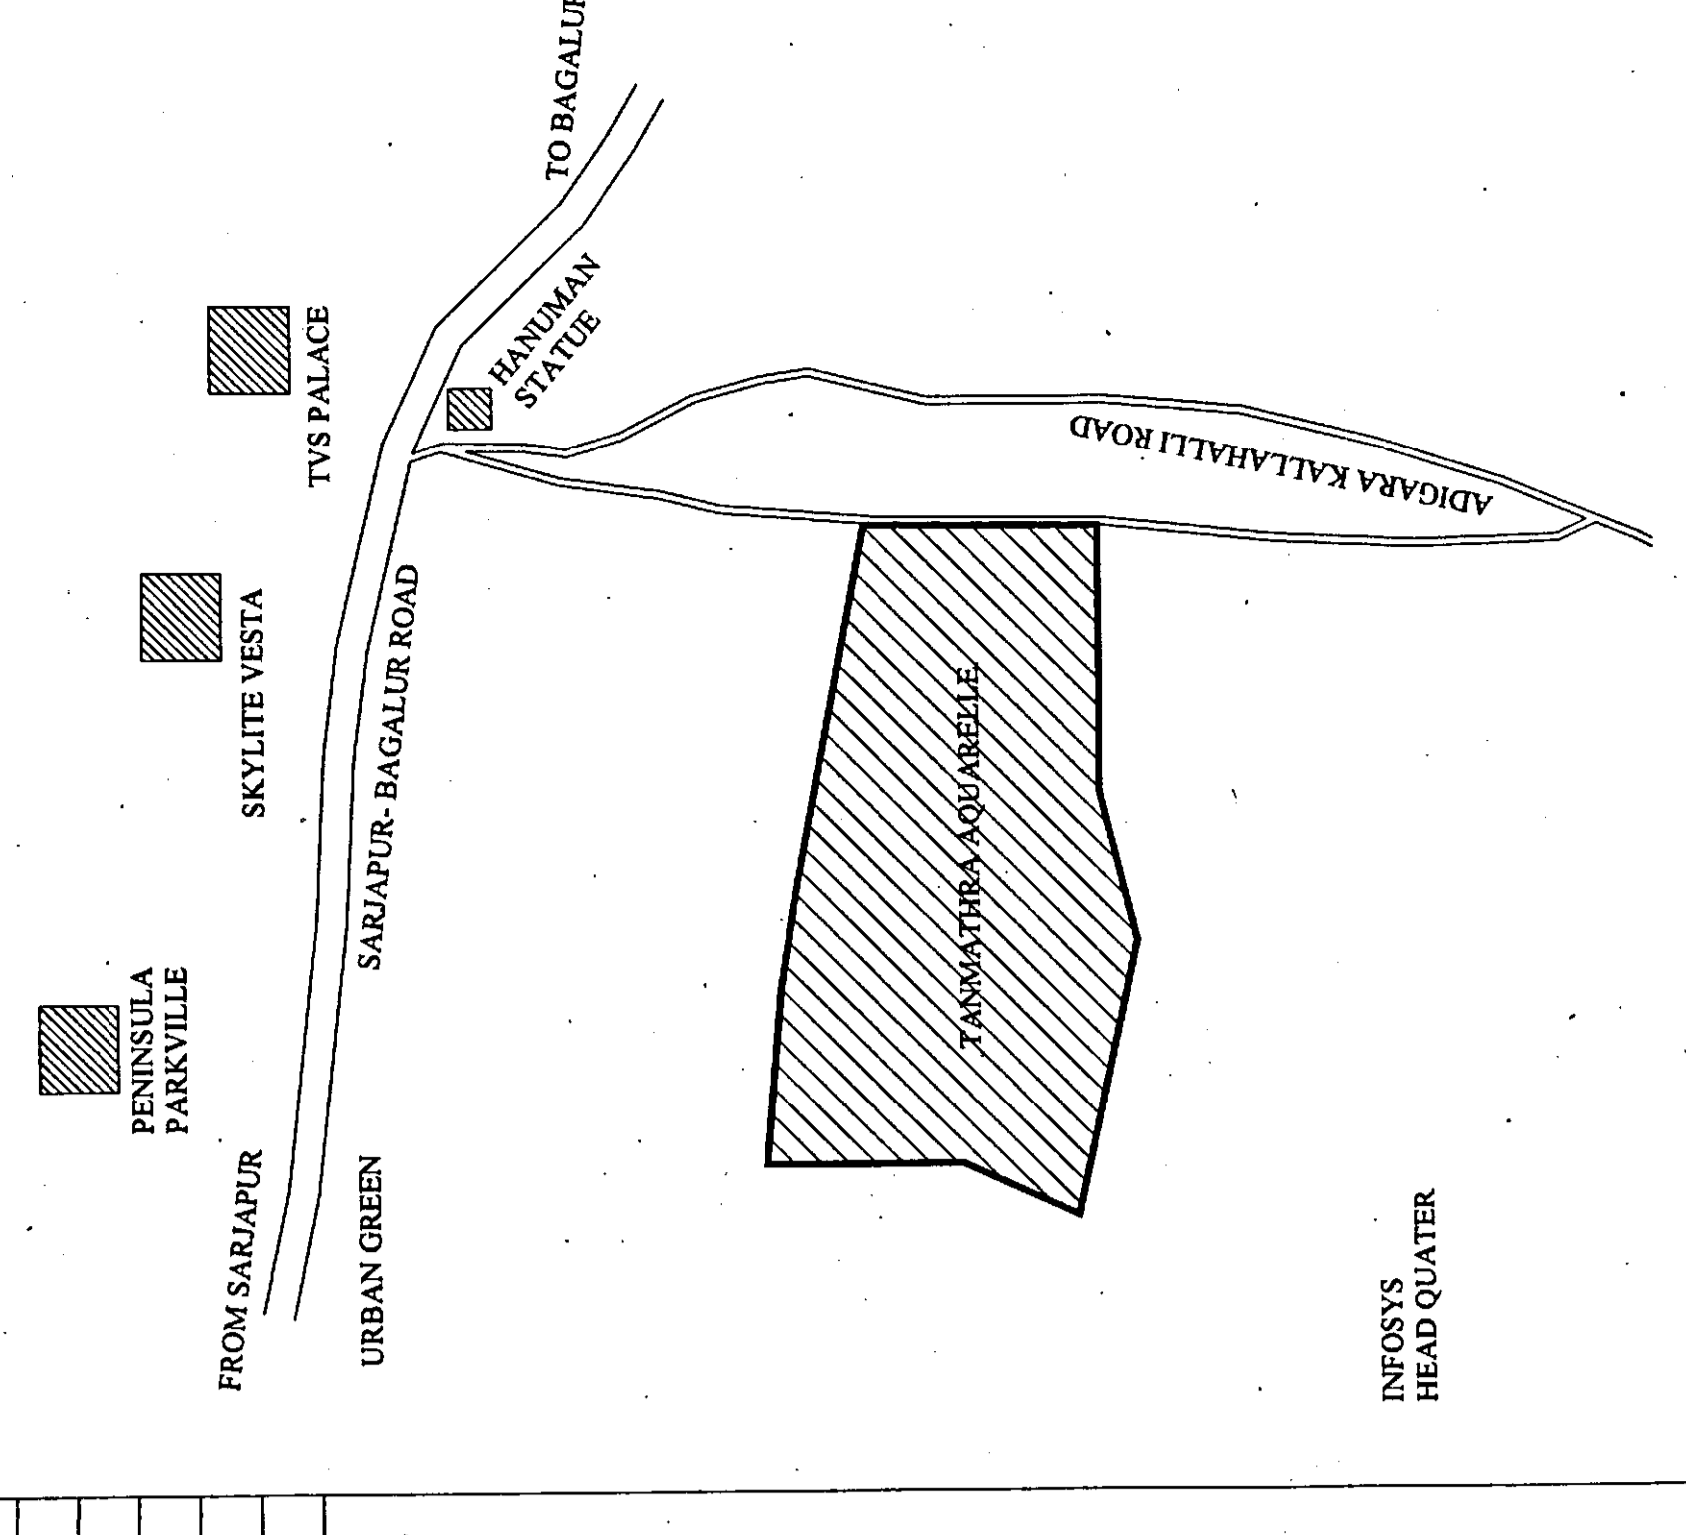 FROM SARJAPUR
PENINSULA
PARKVILLE
SKYLITE VESTA
TVS PALACE
TO BAGALUR
URBAN GREEN
SARJAPUR- BAGALUR ROAD
HANUMAN
STATUE
TANMATHRA AQUARELLE
ADIGARA KALLAHALLI ROAD
INFOSYS
HEAD QUATER